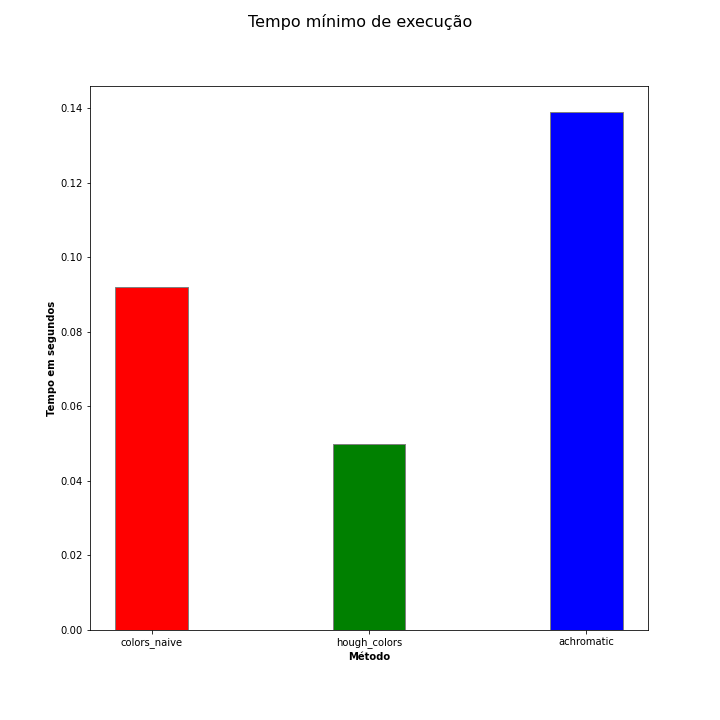 Tempo mínimo de execução
0.14
0.12
0.10
0.08
0.06
0.04
0.02
0.00
Tempo em segundos
colors_naive
hough_colors
achromatic
Método